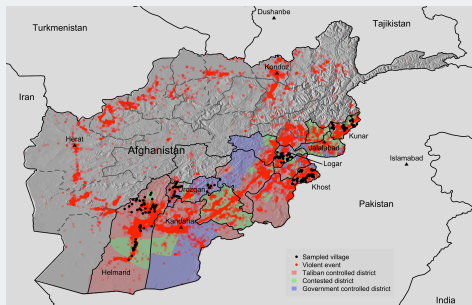 Dushanbe
Turkmenistan
Tajikistan
Kondoz
Iran
Kunar
Herat
Afghanistan
Jalalabad
Islamabad
Logar
Uruzgan
Khost
Pakistan
Kandahar
Helmand
Sampled village
Violent event
Taliban controlled district
Contested district
Government controlled district
India